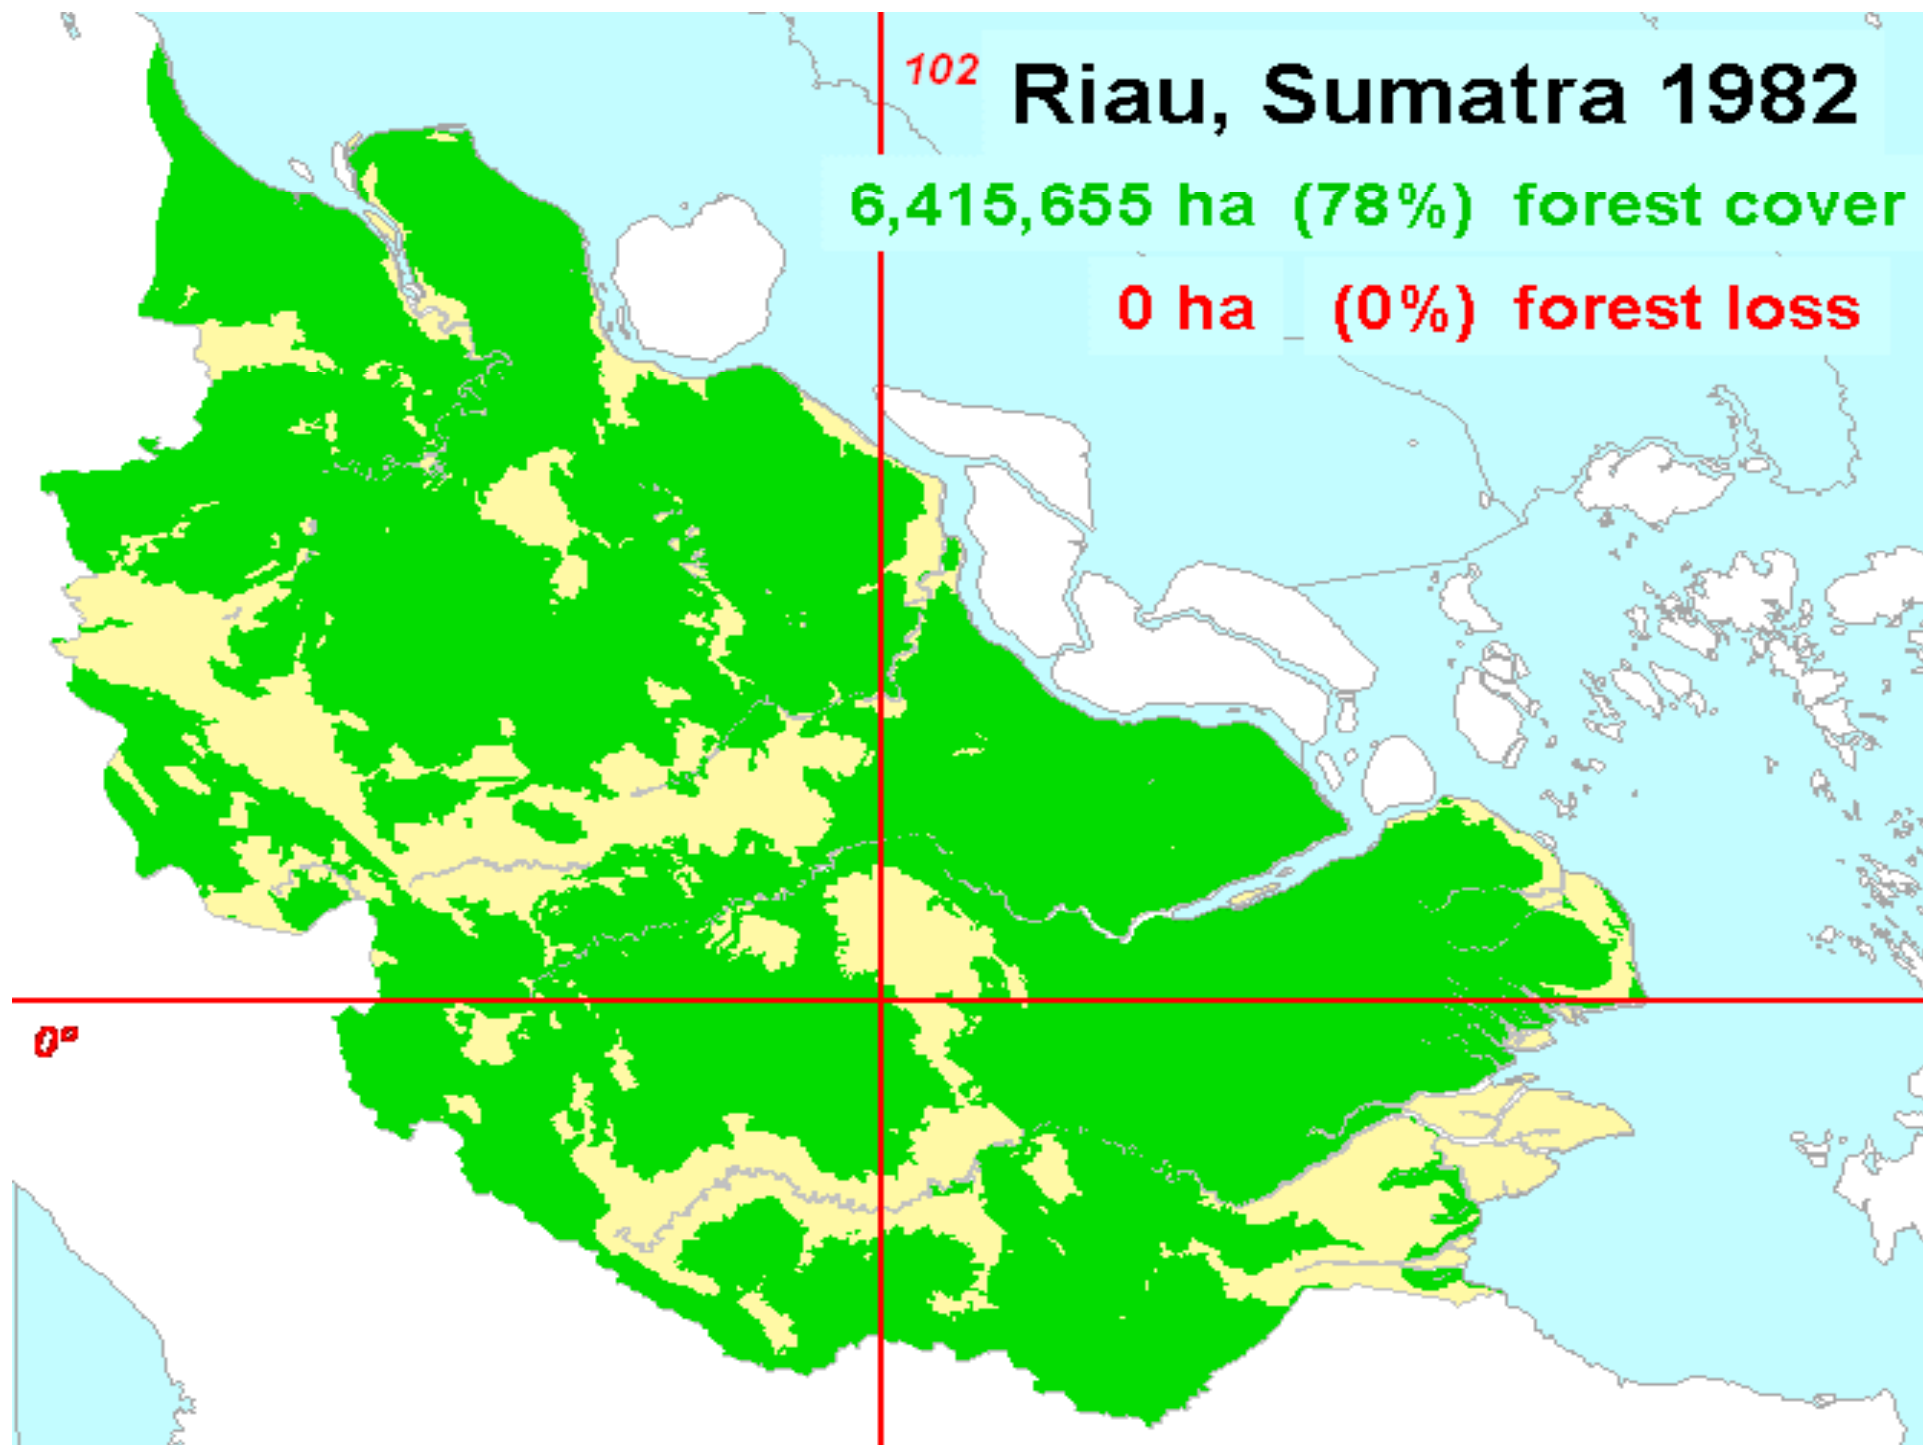 102
Riau, Sumatra 1982
6,415,655 ha (78%) forest cover
0 ha (0%) forest loss
0°